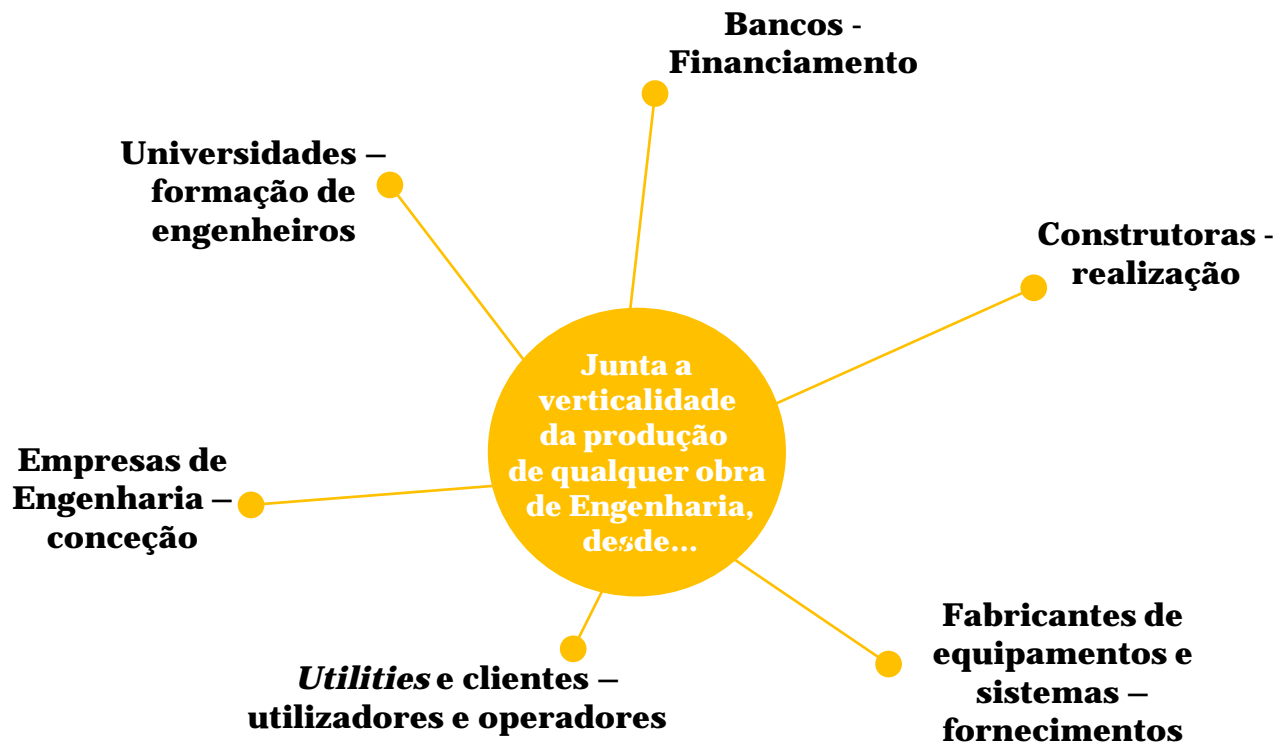 Bancos -
Financiamento
Universidades –
formação de
engenheiros
Construtoras -
realização
Junta a
verticalidade
da produção
de qualquer obra
de Engenharia,
desde...
Empresas de
Engenharia –
conceção
Fabricantes de
equipamentos e
sistemas –
fornecimentos
Utilities e clientes –
utilizadores e operadores